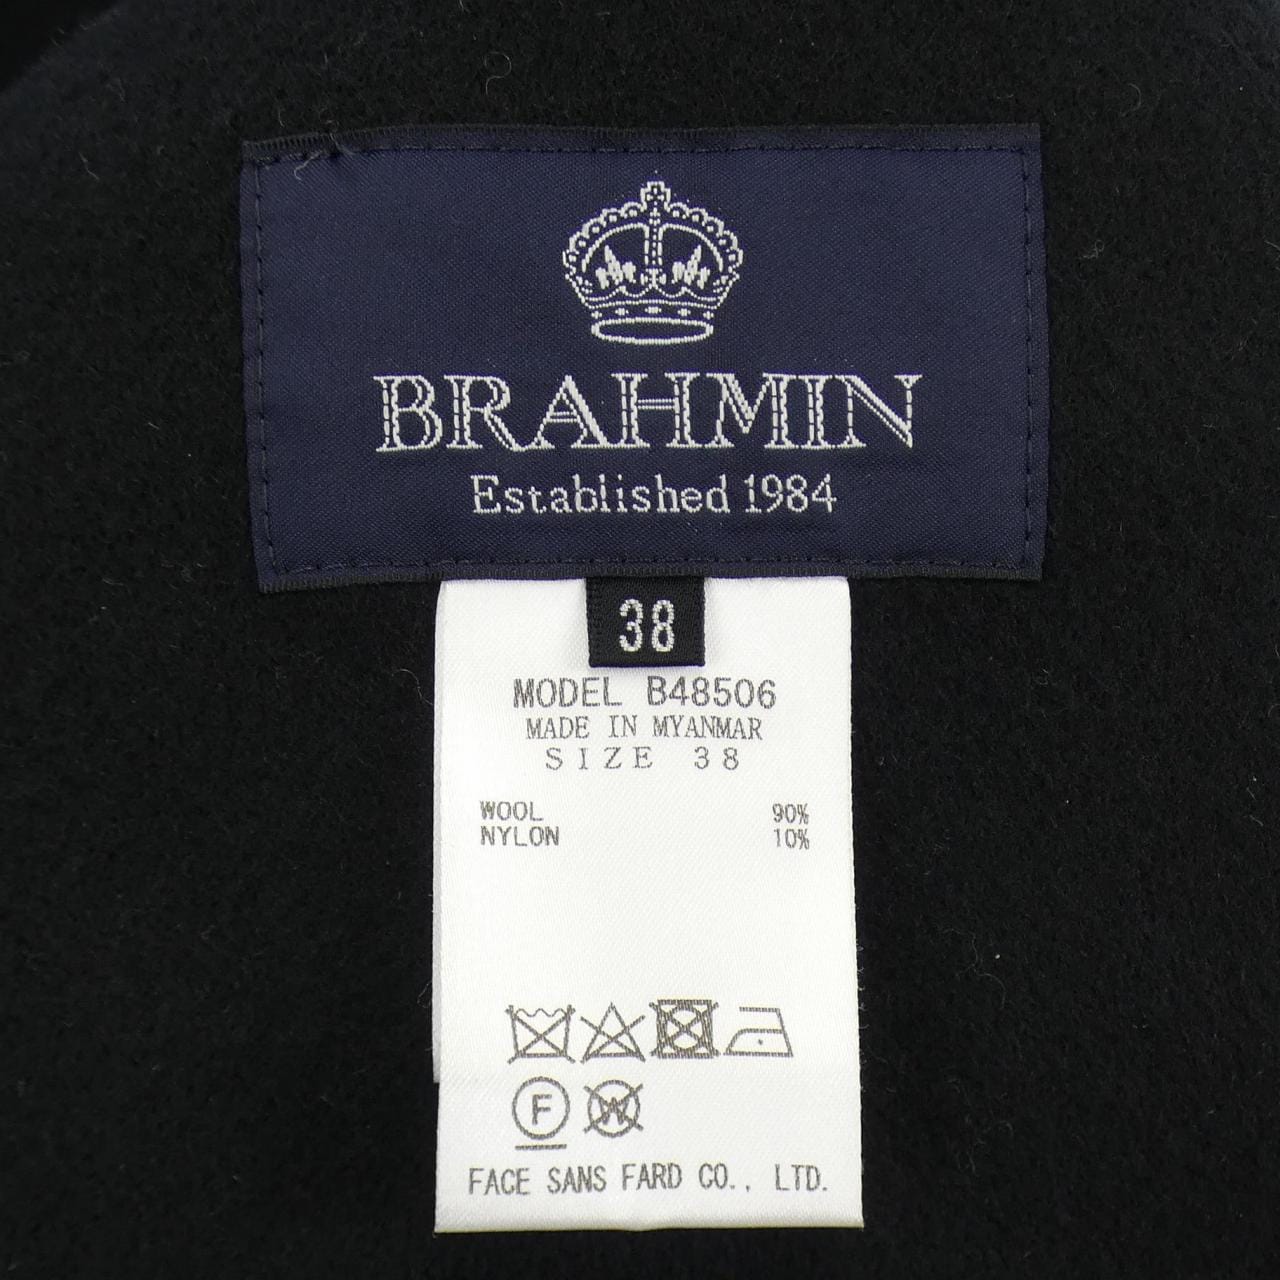 BRAHMIN
Established 1984
38
MODEL B48506
MADE IN MYANMAR
SIZE 38
WOOL 90%
NYLON 10%
F W
FACE SANS FARD CO., LTD.